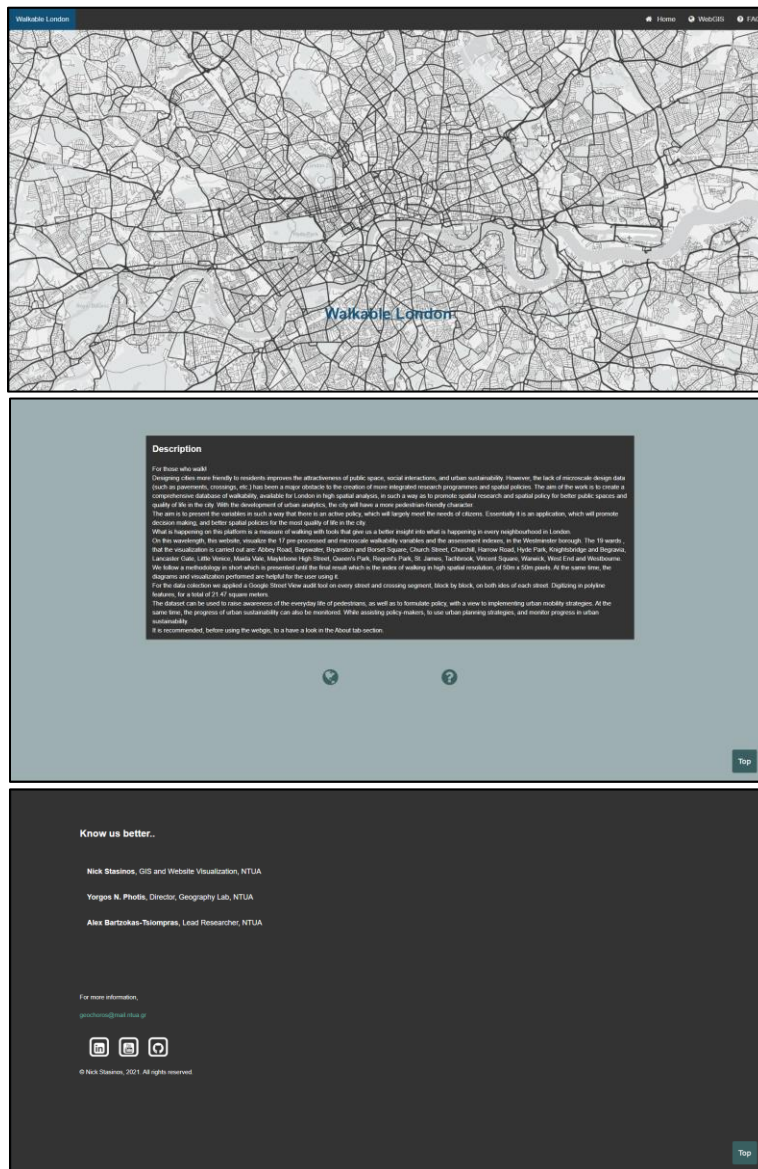 Walkable London
Home WebGIS FAQ
Walkable London
Description
For those who walk!
Designing cities more friendly to residents improves the attractiveness of public space, social interactions, and urban sustainability. However, the lack of microscale design data
(such as pavements, crossings, etc.) has been a major obstacle to the creation of more integrated research programmes and spatial policies. The aim of the work is to create a
comprehensive database of walkability, available for London in high spatial analysis, in such a way as to promote spatial research and spatial policy for better public spaces and
quality of life in the city. With the development of urban analytics, the city will have a more pedestrian-friendly character.
The aim is to present the variables in such a way that there is an active policy, which will largely meet the needs of citizens. Essentially it is an application, which will promote
decision making, and better spatial policies for the most quality of life in the city.
What is happening on this platform is a measure of walking with tools that give us a better insight into what is happening in every neighbourhood in London.
On this wavelength, this website, visualize the 17 pre-processed and microscale walkability variables and the assessment indexes, in the Westminster borough. The 19 wards ,
that the visualization is carried out are: Abbey Road, Bayswater, Bryanston and Borset Square, Church Street, Churchill, Harrow Road, Hyde Park, Knightsbridge and Begravia,
Lancaster Gate, Little Venice, Maida Vale, Maylebone High Street, Queen's Park, Regent's Park, St. James, Tachbrook, Vincent Square, Warwick, West End and Westbourne.
We follow a methodology in short which is presented until the final result which is the index of walking in high spatial resolution, of 50m x 50m pixels. At the same time, the
diagrams and visualization performed are helpful for the user using it.
For the data colection we applied a Google Street View audit tool on every street and crossing segment, block by block, on both ides of each street. Digitizing in polyline
features, for a total of 21.47 square meters.
The dataset can be used to raise awareness of the everyday life of pedestrians, as well as to formulate policy, with a view to implementing urban mobility strategies. At the
same time, the progress of urban sustainability can also be monitored. While assisting policy-makers, to use urban planning strategies, and monitor progress in urban
sustainability
It is recommended, before using the webgis, to a have a look in the About tab-section.
Top
Know us better..
Nick Stasinos, GIS and Website Visualization, NTUA
Yorgos N. Photis, Director, Geography Lab, NTUA
Alex Bartzokas-Tsiompras, Lead Researcher, NTUA
For more information,
geochoros@mail.ntua.gr
© Nick Stasinos, 2021. All rights reserved.
Top